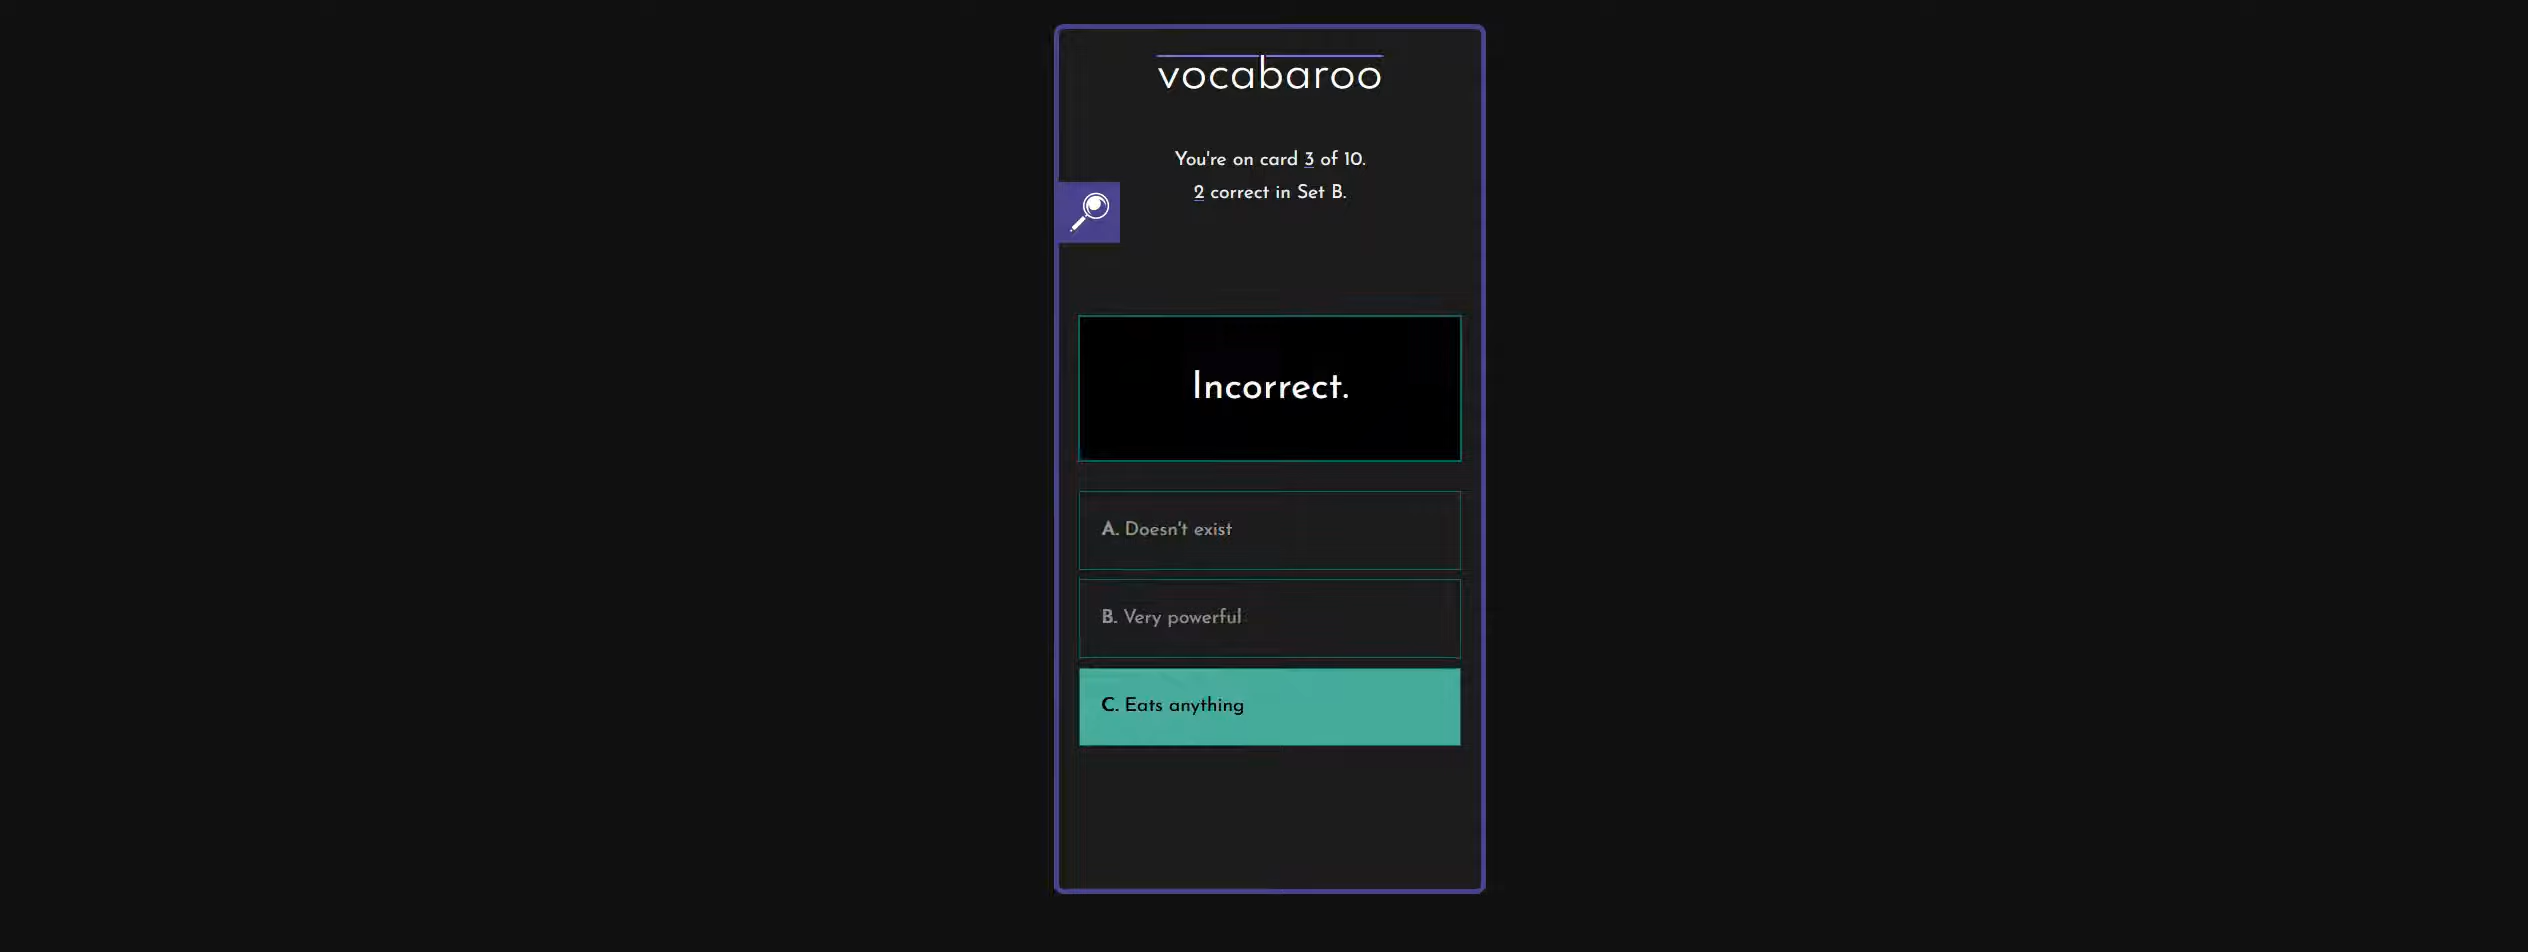 vocabaroo
You're on card 3 of 10.
2 correct in Set B.
Incorrect.
A. Doesn't exist
B. Very powerful
C. Eats anything